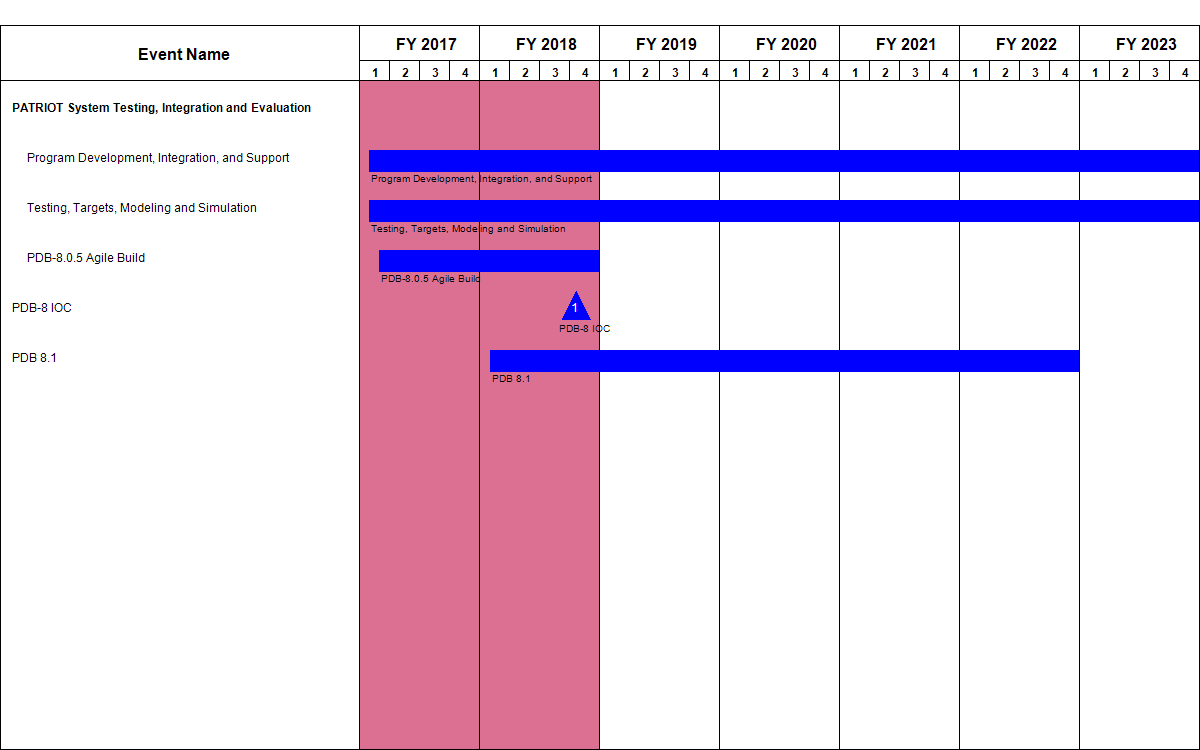 Event Name FY 2017 FY 2018 FY 2019 FY 2020 FY 2021 FY 2022 FY 2023
1 2 3 4 1 2 3 4 1 2 3 4 1 2 3 4 1 2 3 4 1 2 3 4 1 2 3 4
PATRIOT System Testing, Integration and Evaluation
Program Development, Integration, and Support
Program Development, Integration, and Support
Testing, Targets, Modeling and Simulation
Testing, Targets, Modeling and Simulation
PDB-8.0.5 Agile Build
PDB-8.0.5 Agile Build
PDB-8 IOC 1
PDB-8 IOC
PDB 8.1
PDB 8.1